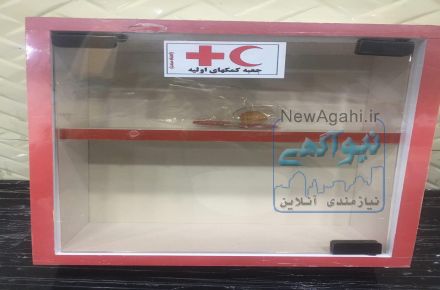 جعبه کمکهای اولیه
NewAgahi.ir
نیوآگهی
نیازمندی آنلاین